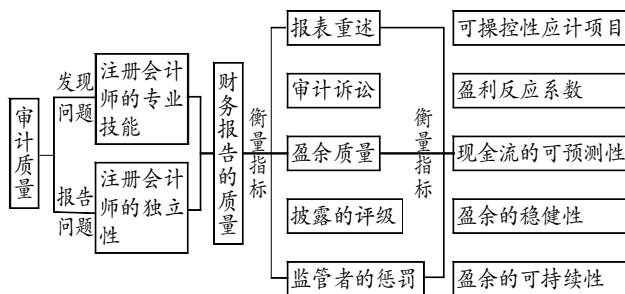 审计质量
发现
问题
注册会计
师的专业
技能
报告
问题
注册会计
师的独立
性
财务报告的质量
衡量指标
报表重述
审计诉讼
盈余质量
披露的评级
监管者的惩罚
衡量指标
可操控性应计项目
盈利反应系数
现金流的可预测性
盈余的稳健性
盈余的可持续性